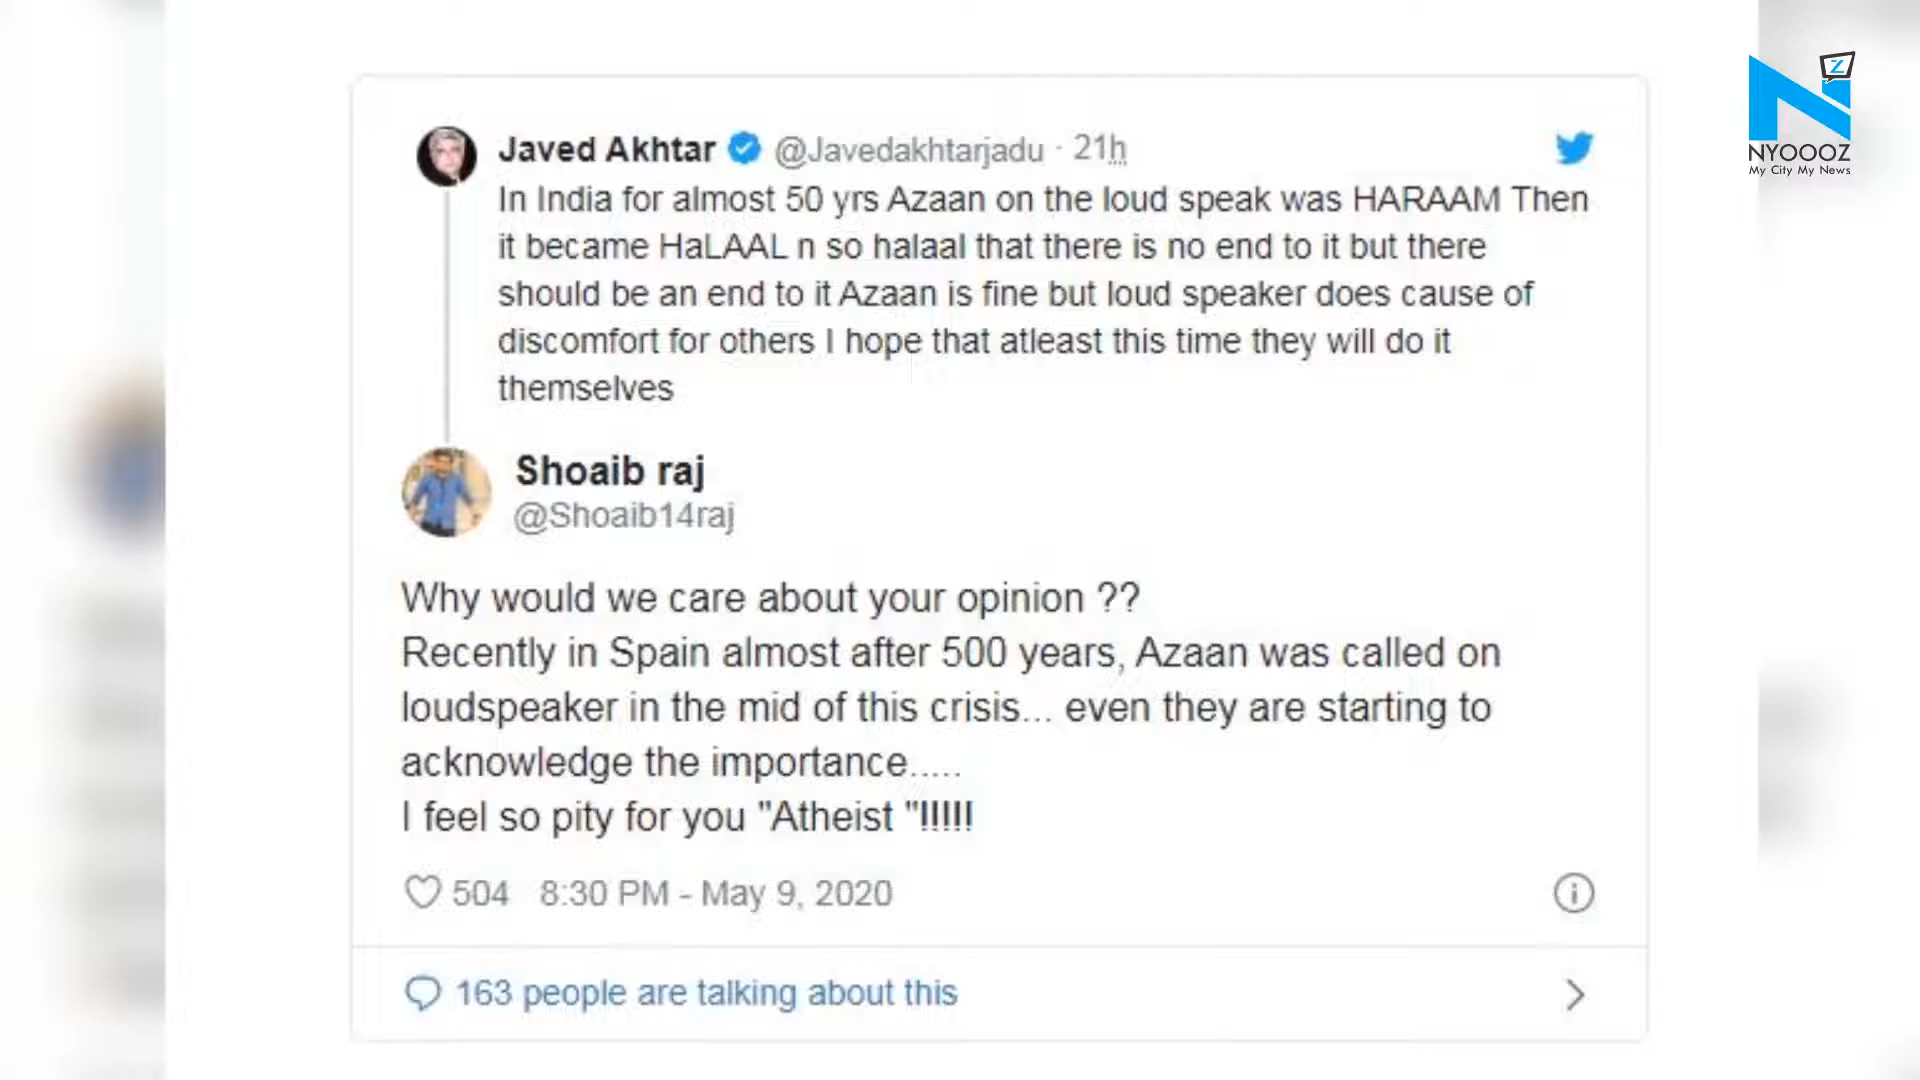 Z
NYOOOZ
My City My News
Javed Akhtar @Javedakhtarjadu · 21h
In India for almost 50 yrs Azaan on the loud speak was HARAAM Then
it became HaLAAL n so halaal that there is no end to it but there
should be an end to it Azaan is fine but loud speaker does cause of
discomfort for others I hope that atleast this time they will do it
themselves
Shoaib raj
@Shoaib14raj
Why would we care about your opinion ??
Recently in Spain almost after 500 years, Azaan was called on
loudspeaker in the mid of this crisis... even they are starting to
acknowledge the importance.....
I feel so pity for you "Atheist "!!!!!
504 8:30 PM - May 9, 2020
163 people are talking about this